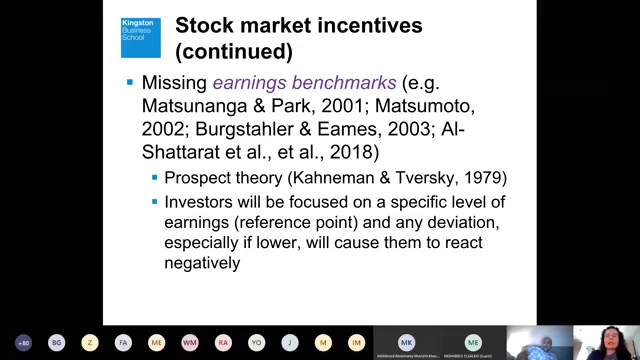 Kingston
Business
School
Stock market incentives
(continued)
Missing earnings benchmarks (e.g.
Matsunanga & Park, 2001; Matsumoto,
2002; Burgstahler & Eames, 2003; Al-
Shattarat et al., et al., 2018)
Prospect theory (Kahneman & Tversky, 1979)
Investors will be focused on a specific level of
earnings (reference point) and any deviation,
especially if lower, will cause them to react
negatively
+80 BG Z FA ME WM RA YO J M IM MK ME
MOHAMED ELSALKH (Guest)